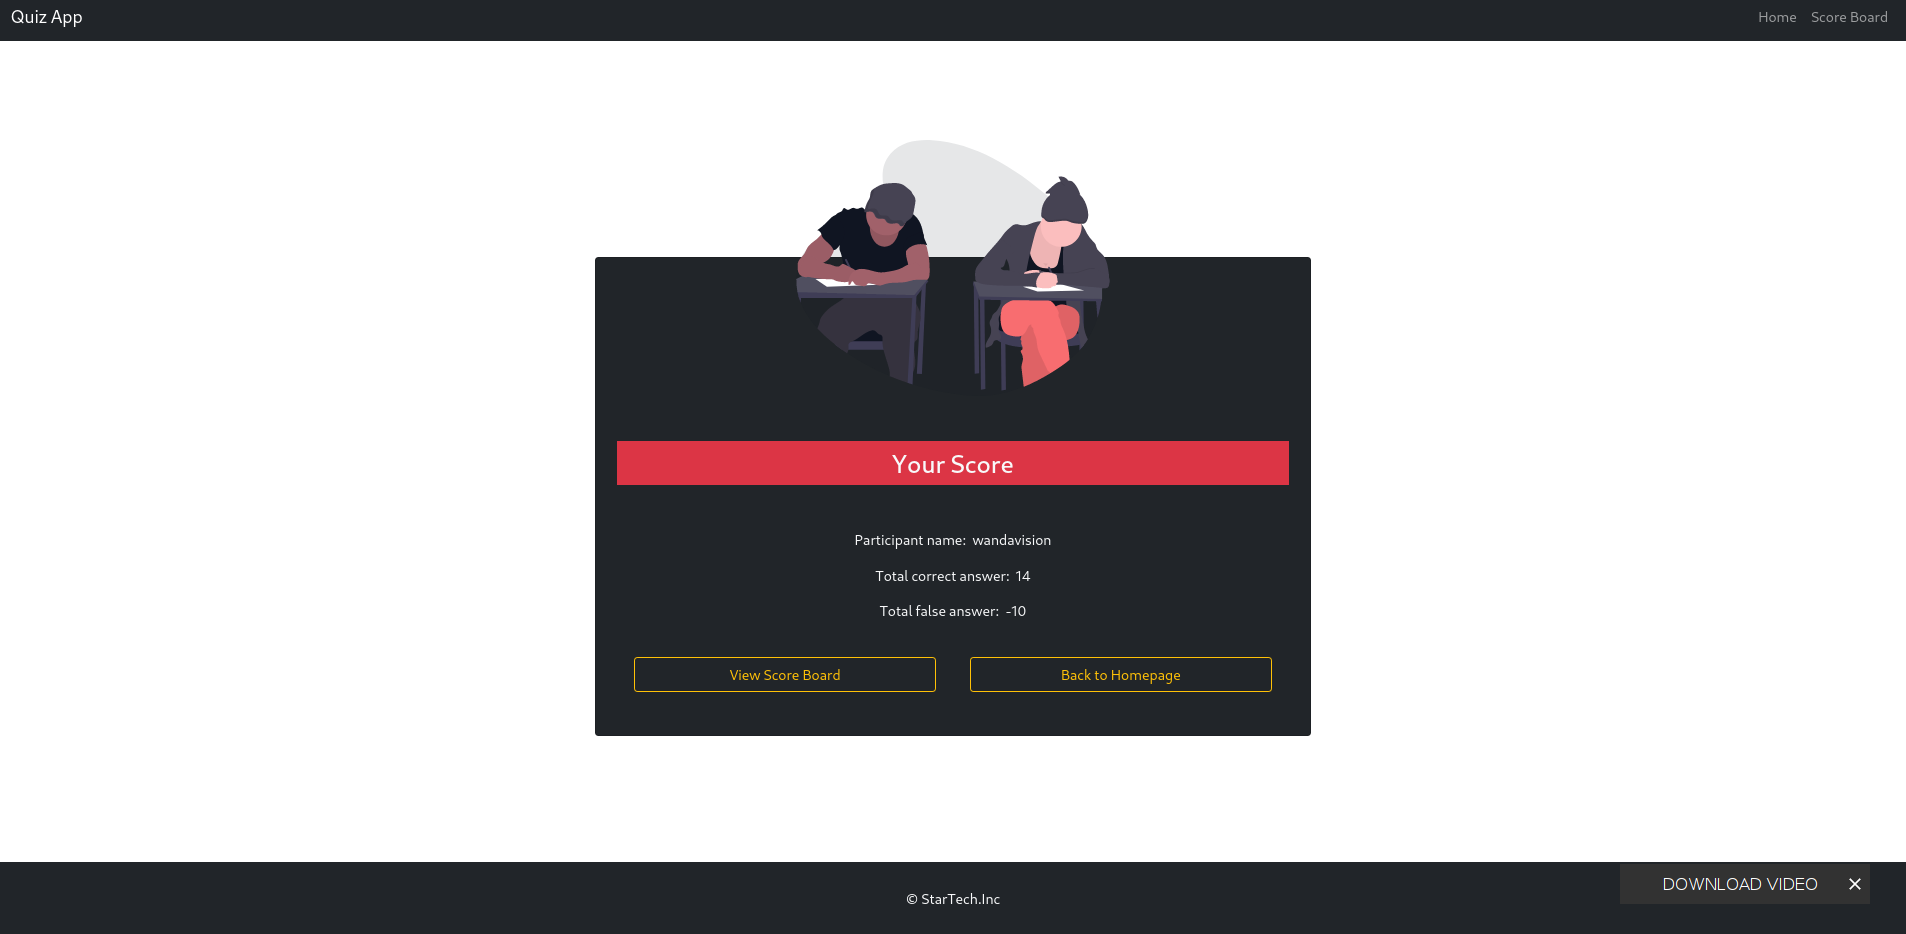 Quiz App
Home Score Board
Your Score
Participant name: wandavision
Total correct answer: 14
Total false answer: -10
View Score Board
Back to Homepage
© StarTech.Inc
DOWNLOAD VIDEO ×